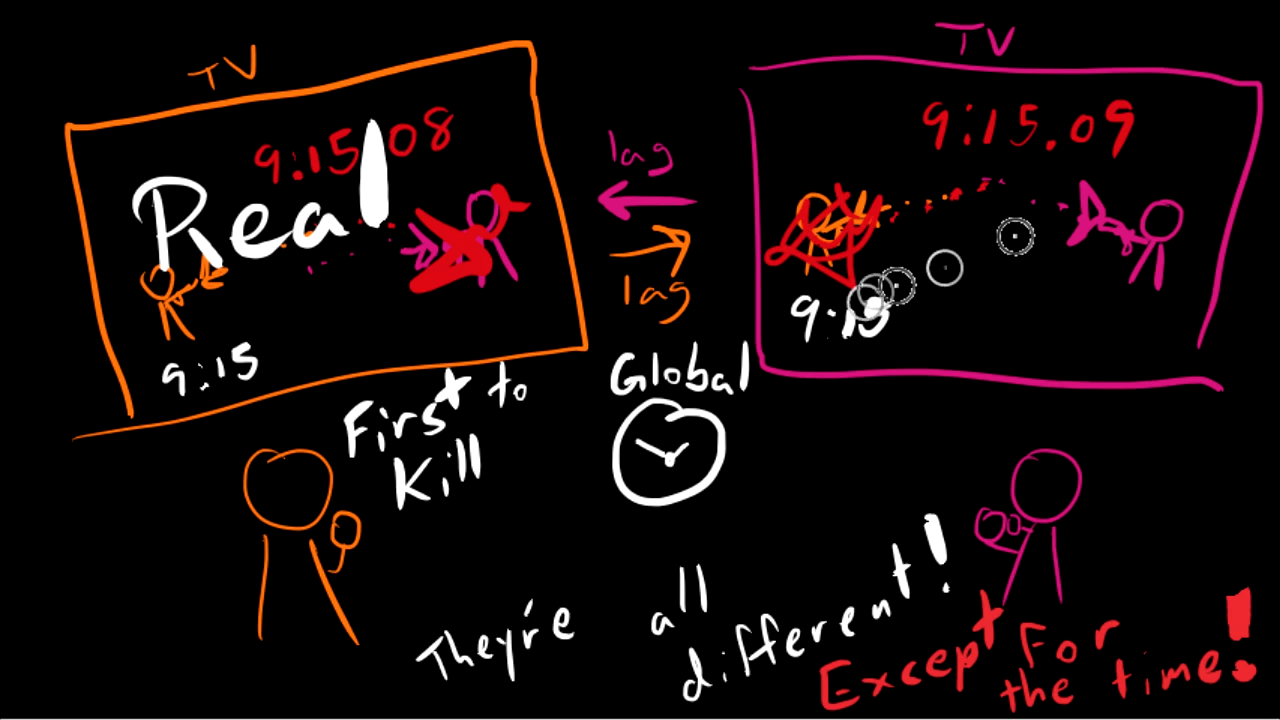 TV
9:15.08
Real
9:15
lag
lag
TV
9:15.09
9:15
First to
Kill
Global
They're all
different!
Except For
the time!